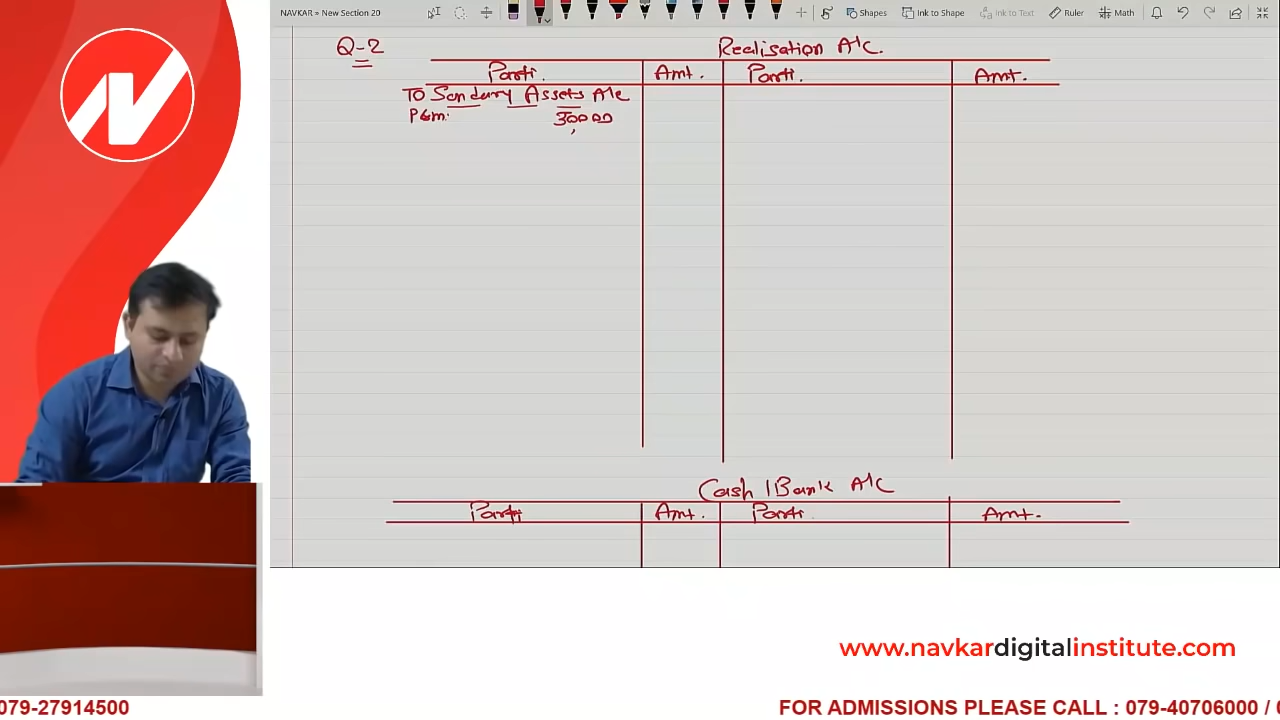 NAVKAR » New Section 20
Shapes
Ink to Shape
Ink to Text
Ruler
Math
Q-2
Realisation A/c.
Parti.
Amt.
Parti.
Amt.
To Sundury Assets A/c
P&m:
30000
Cash / Bank A/c
Parti
Amt.
Parti.
Amt.
www.navkardigitalinstitute.com
079-27914500
FOR ADMISSIONS PLEASE CALL : 079-40706000 /